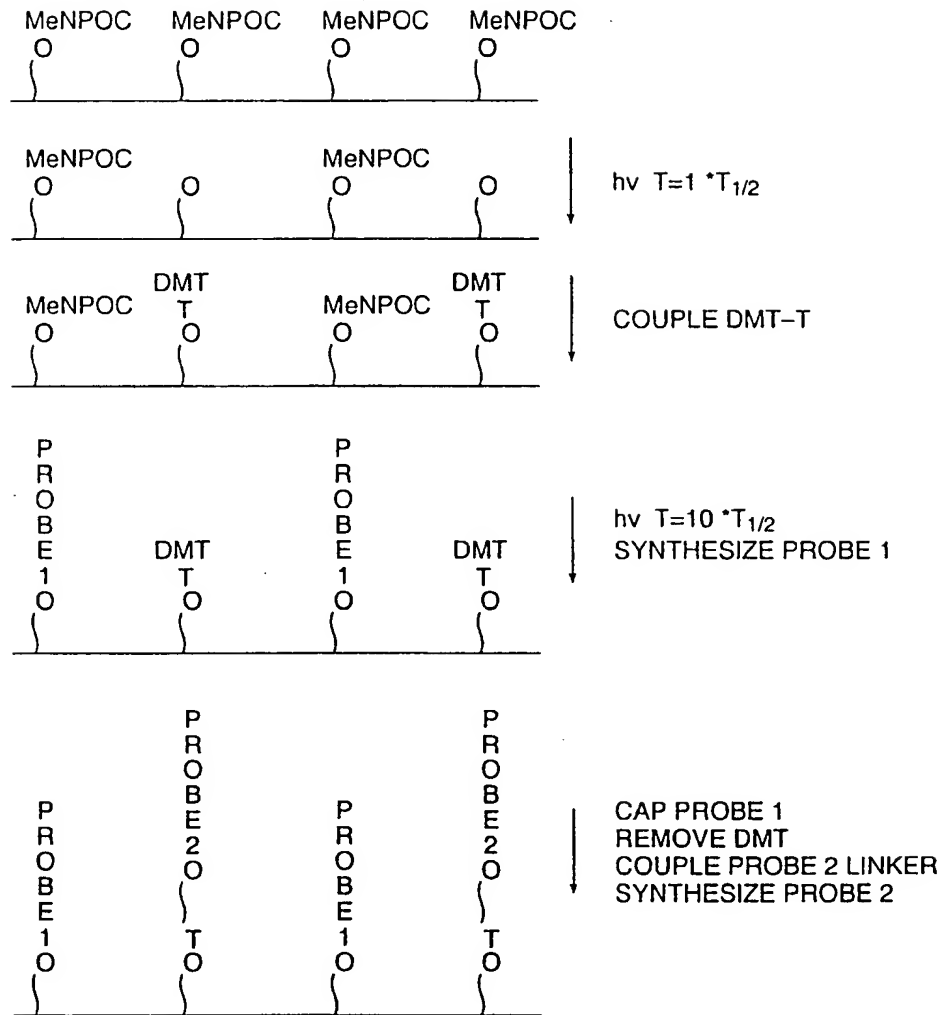 MeNPOC MeNPOC MeNPOC MeNPOC
O O O O
MeNPOC MeNPOC
O O O O
hν T=1 *T1/2
DMT DMT
MeNPOC T MeNPOC T
O O O O
COUPLE DMT–T
P P
R R
O O
B B
E DMT E DMT
1 T 1 T
O O O O
hν T=10 *T1/2
SYNTHESIZE PROBE 1
P P
R R
O O
B B
P E P E
R 2 R 2
O O O O
B B
E E
1 T 1 T
O O O O
CAP PROBE 1
REMOVE DMT
COUPLE PROBE 2 LINKER
SYNTHESIZE PROBE 2